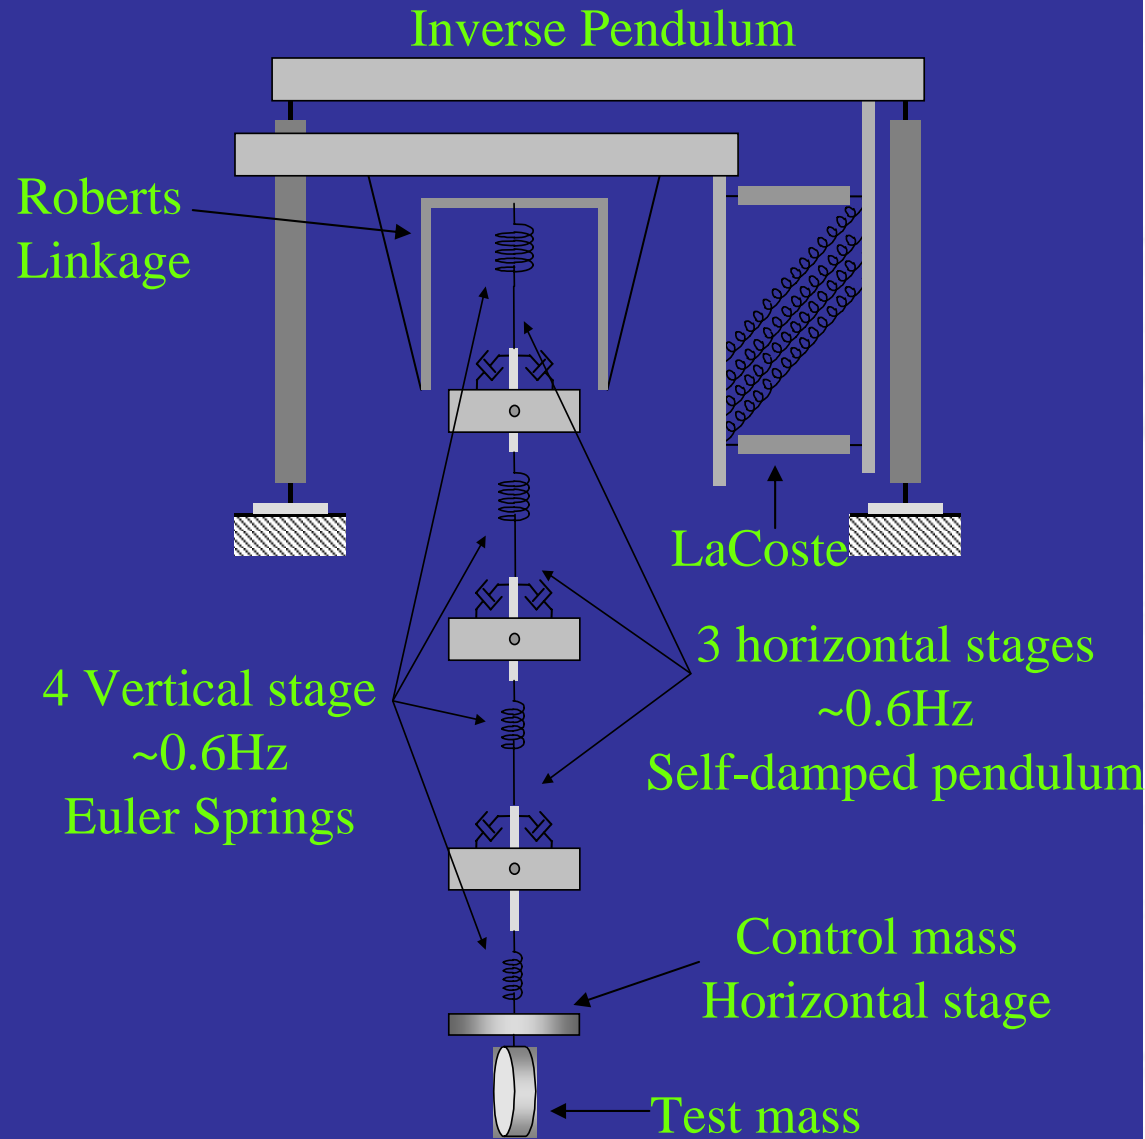 Inverse Pendulum
Roberts
Linkage
LaCoste
4 Vertical stage
~0.6Hz
Euler Springs
3 horizontal stages
~0.6Hz
Self-damped pendulum
Control mass
Horizontal stage
Test mass